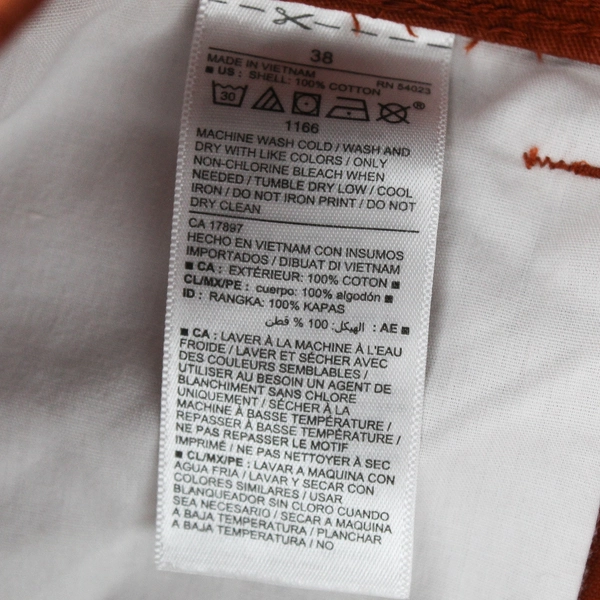 38
MADE IN VIETNAM RN 54023
■ US : SHELL: 100% COTTON
30 ®
1166
MACHINE WASH COLD / WASH AND
DRY WITH LIKE COLORS / ONLY
NON-CHLORINE BLEACH WHEN
NEEDED / TUMBLE DRY LOW / COOL
IRON / DO NOT IRON PRINT / DO NOT
DRY CLEAN
CA 17897
HECHO EN VIETNAM CON INSUMOS
IMPORTADOS / DIBUAT DI VIETNAM
■ CA : EXTÉRIEUR: 100% COTON ■
CL/MX/PE : cuerpo: 100% algodón ■
ID : RANGKA: 100% KAPAS
■ AE : الهيكل: 100 % قطن
■ CA : LAVER À LA MACHINE À L'EAU
FROIDE / LAVER ET SÉCHER AVEC
DES COULEURS SEMBLABLES /
UTILISER AU BESOIN UN AGENT DE
BLANCHIMENT SANS CHLORE
UNIQUEMENT / SÉCHER À LA
MACHINE À BASSE TEMPÉRATURE /
REPASSER À BASSE TEMPÉRATURE /
NE PAS REPASSER LE MOTIF
IMPRIMÉ / NE PAS NETTOYER À SEC
■ CL/MX/PE : LAVAR A MAQUINA CON
AGUA FRIA / LAVAR Y SECAR CON
COLORES SIMILARES / USAR
BLANQUEADOR SIN CLORO CUANDO
SEA NECESARIO / SECAR A MAQUINA
A BAJA TEMPERATURA / PLANCHAR
A BAJA TEMPERATURA / NO